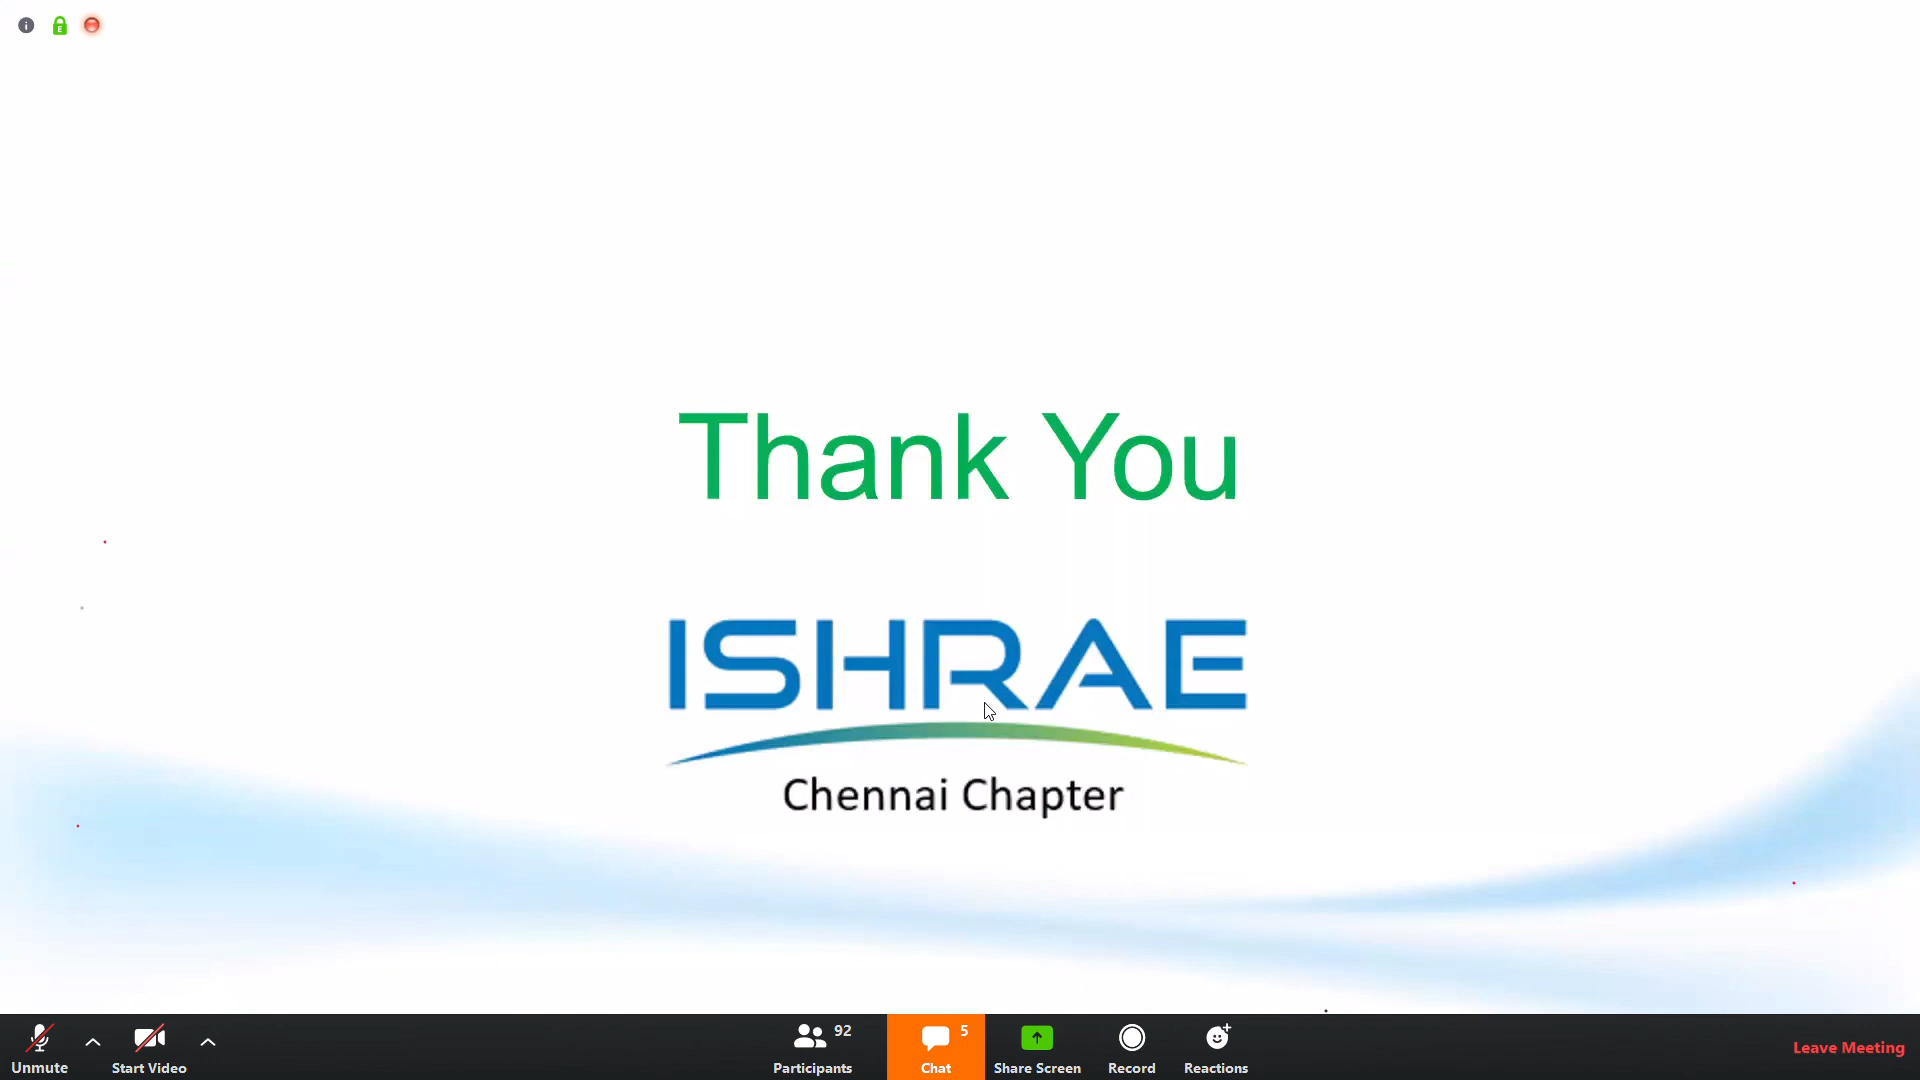 Thank You
ISHRAE
Chennai Chapter
Unmute
Start Video
92
Participants
5
Chat
Share Screen
Record
Reactions
Leave Meeting